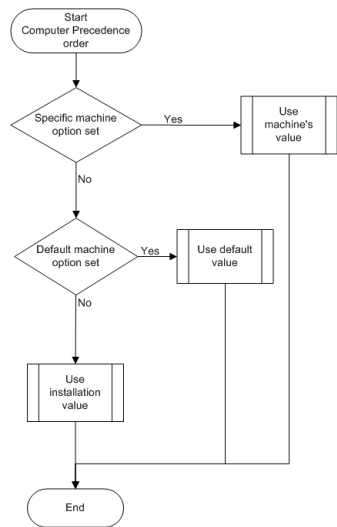 Start
Computer Precedence
order
Specific machine
option set
Yes
Use
machine's
value
No
Default machine
option set
Yes
Use default
value
No
Use
installation
value
End